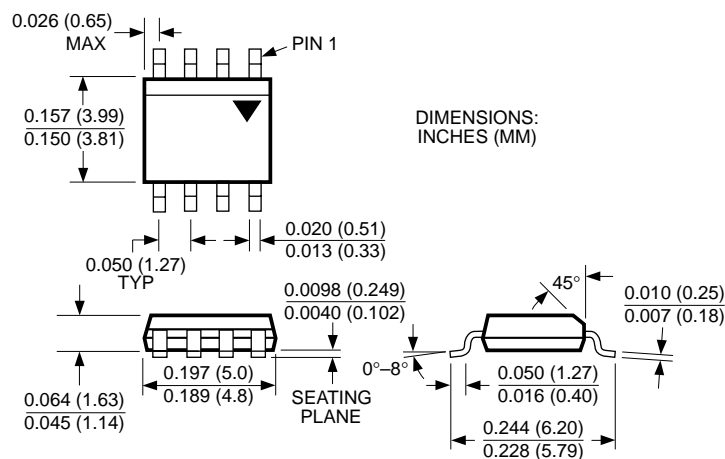 0.026 (0.65)
MAX
PIN 1
0.157 (3.99)
0.150 (3.81)
DIMENSIONS:
INCHES (MM)
0.020 (0.51)
0.013 (0.33)
0.050 (1.27)
TYP
0.0098 (0.249)
0.0040 (0.102)
45°
0.010 (0.25)
0.007 (0.18)
0°–8°
0.064 (1.63)
0.045 (1.14)
0.197 (5.0)
0.189 (4.8)
SEATING
PLANE
0.050 (1.27)
0.016 (0.40)
0.244 (6.20)
0.228 (5.79)